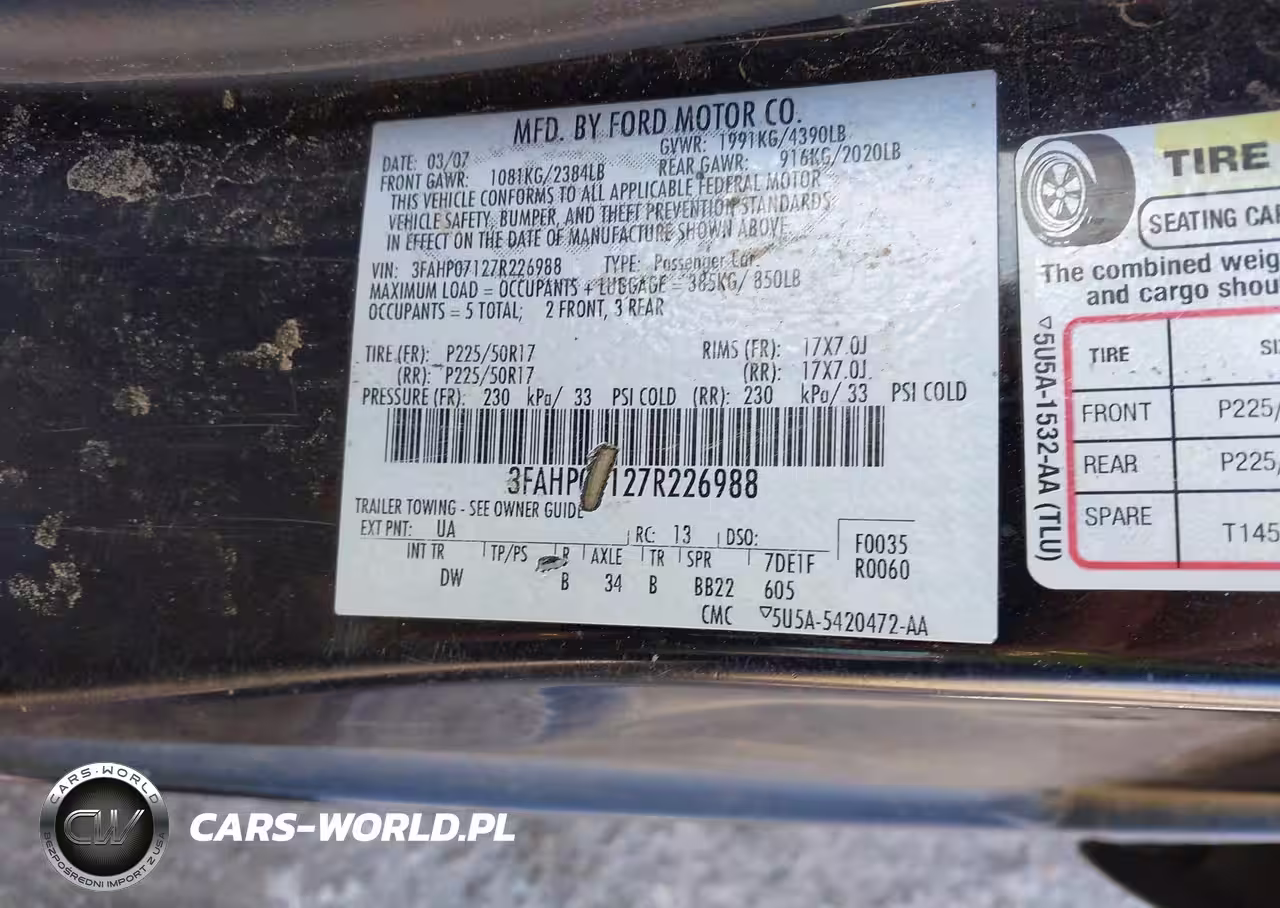 MFD. BY FORD MOTOR CO.
DATE: 03/07 GVWR: 1991KG/4390LB
FRONT GAWR: 1081KG/2384LB REAR GAWR: 916KG/2020LB
THIS VEHICLE CONFORMS TO ALL APPLICABLE FEDERAL MOTOR
VEHICLE SAFETY, BUMPER, AND THEFT PREVENTION STANDARDS
IN EFFECT ON THE DATE OF MANUFACTURE SHOWN ABOVE
VIN: 3FAHP07127R226988 TYPE: Passenger Car
MAXIMUM LOAD = OCCUPANTS + LUGGAGE = 385KG/ 850LB
OCCUPANTS = 5 TOTAL; 2 FRONT, 3 REAR
TIRE (FR): P225/50R17 RIMS (FR): 17X7.0J
(RR): P225/50R17 (RR): 17X7.0J
PRESSURE (FR): 230 kPa/ 33 PSI COLD (RR): 230 kPa/ 33 PSI COLD
3FAHP0 127R226988
TRAILER TOWING - SEE OWNER GUIDE
EXT PNT: UA RC: 13 DSO: F0035
INT TR TP/PS R AXLE TR SPR 7DE1F R0060
DW B 34 B BB22 605
CMC ▽5U5A-5420472-AA
TIRE
SEATING CA
The combined weig
and cargo shou
▽5U5A-1532-AA (TLU)
TIRE SI
FRONT P225/
REAR P225/
SPARE T145
CARS-WORLD
CW
BEZPOŚREDNI IMPORT Z USA
CARS-WORLD.PL